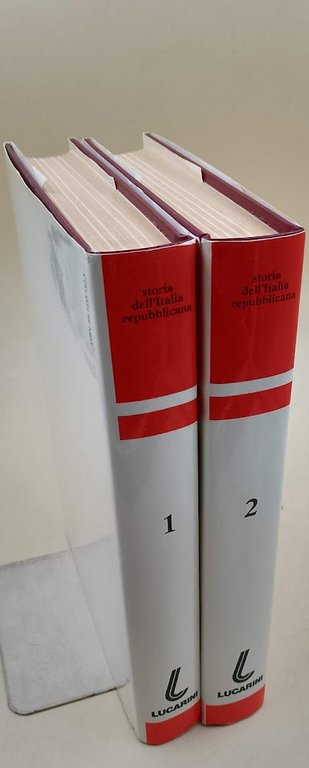 storia
dell'Italia
repubblicana
1
LUCARINI
storia
dell'Italia
repubblicana
2
LUCARINI